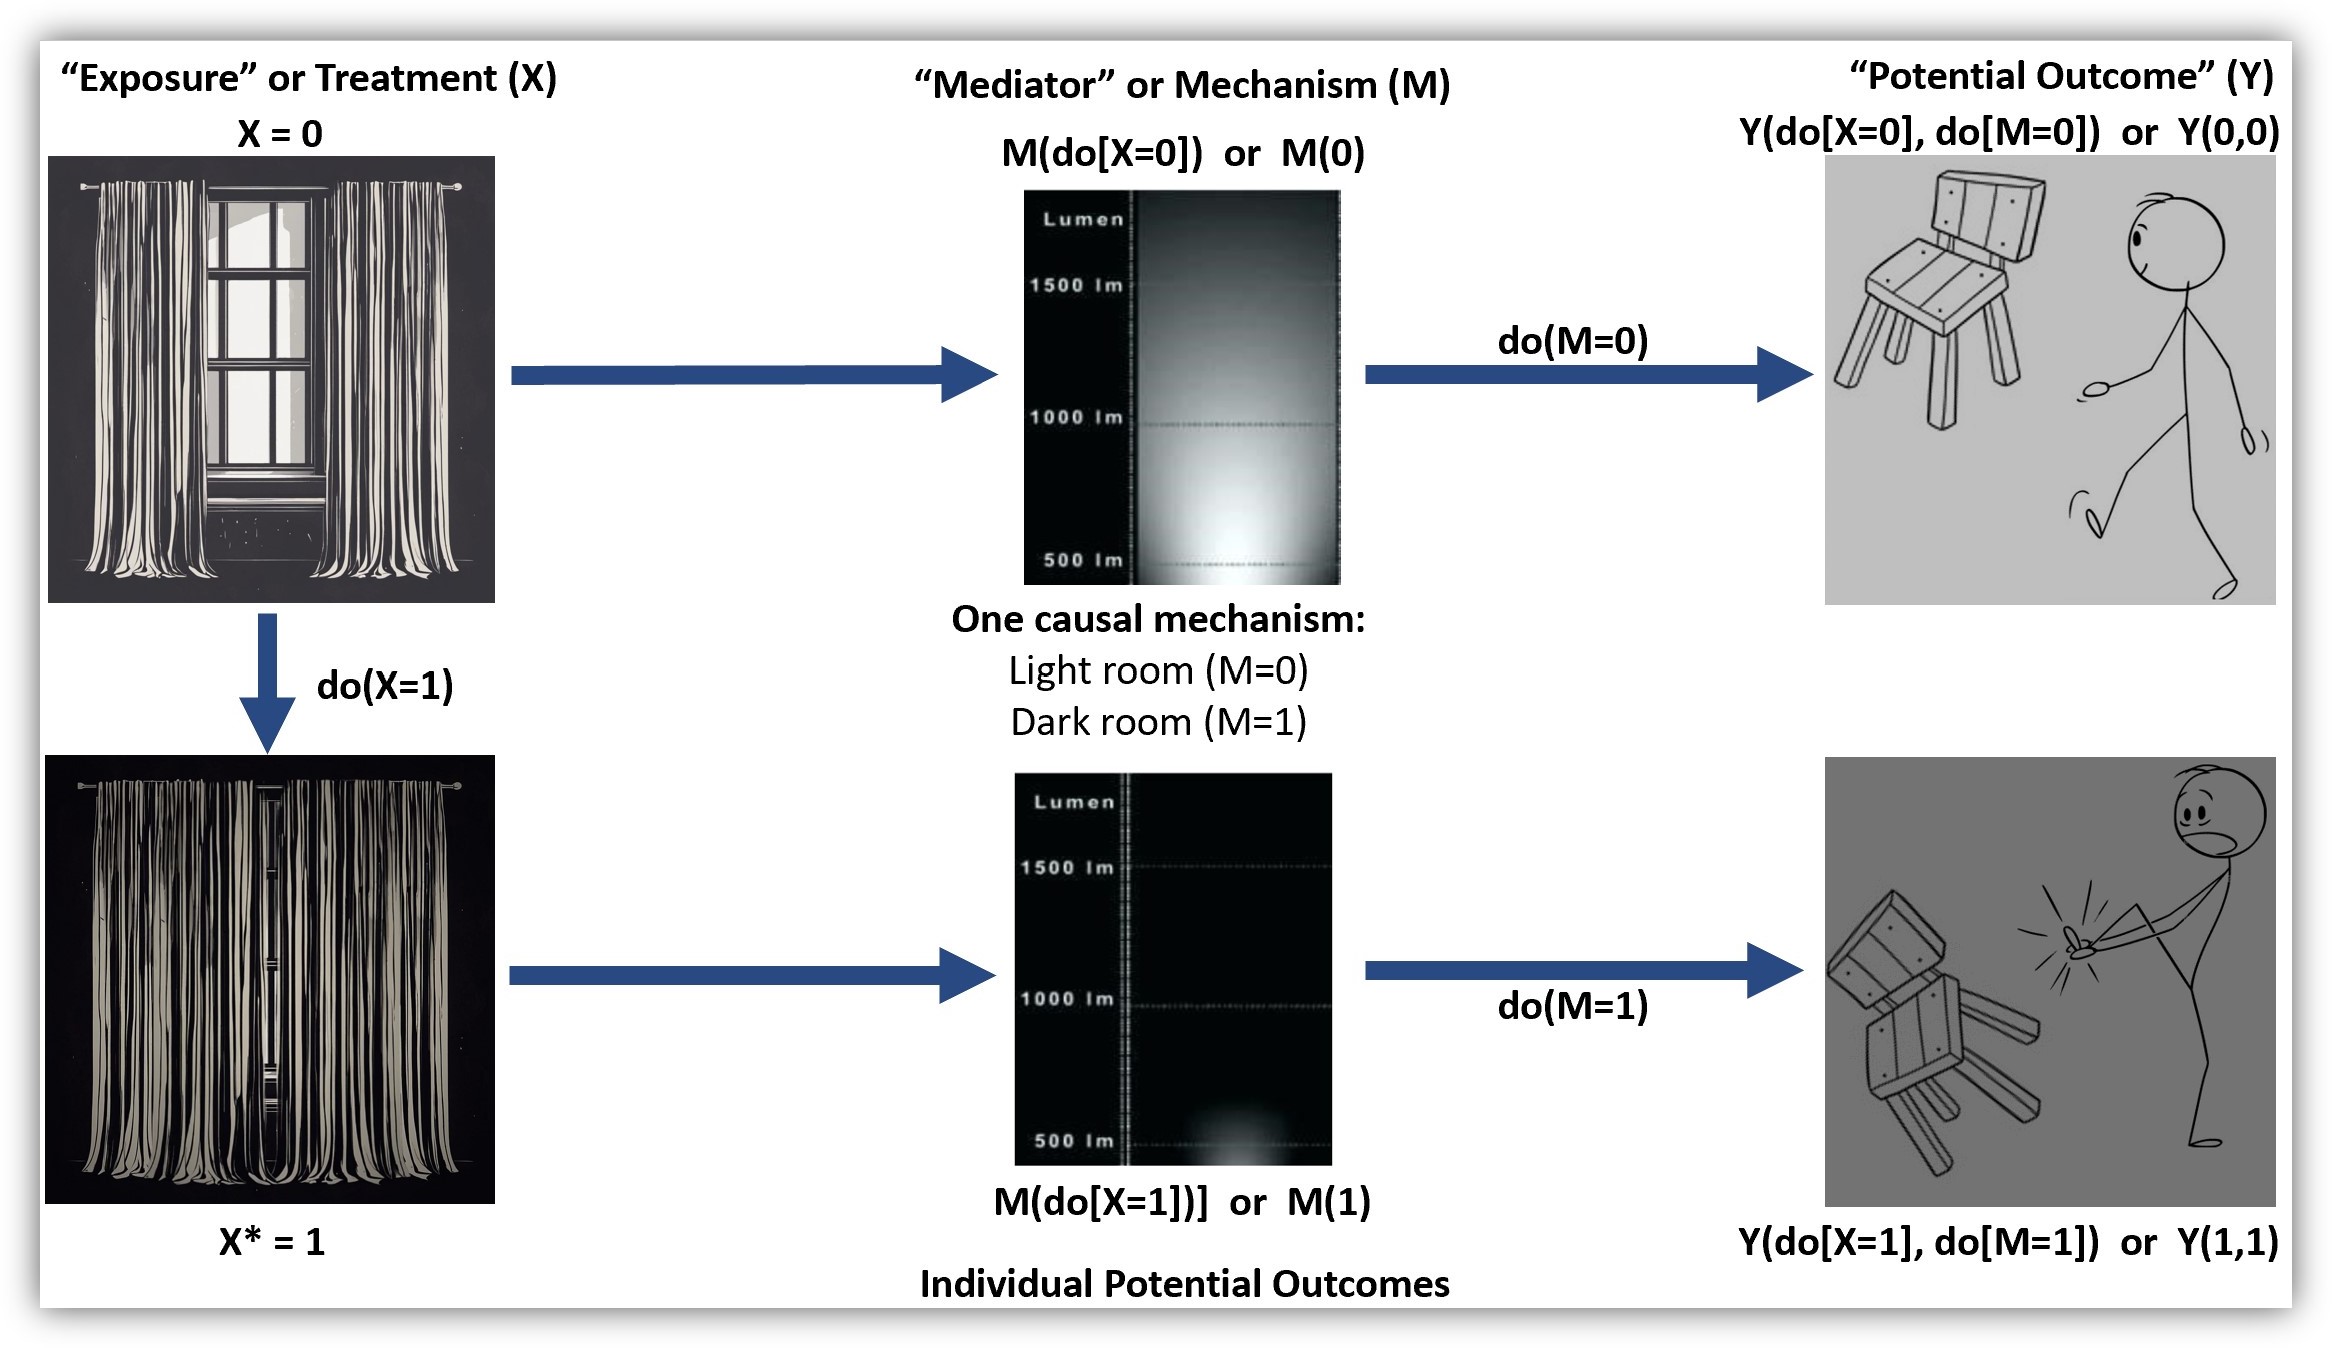 “Exposure” or Treatment (X)
X = 0
“Mediator” or Mechanism (M)
M(do[X=0])  or  M(0)
“Potential Outcome” (Y)
Y(do[X=0], do[M=0])  or  Y(0,0)
Lumen
1500 lm
1000 lm
500 lm
do(M=0)
One causal mechanism:
Light room (M=0)
Dark room (M=1)
do(X=1)
Lumen
1500 lm
1000 lm
500 lm
do(M=1)
X* = 1
M(do[X=1])]  or  M(1)
Y(do[X=1], do[M=1])  or  Y(1,1)
Individual Potential Outcomes